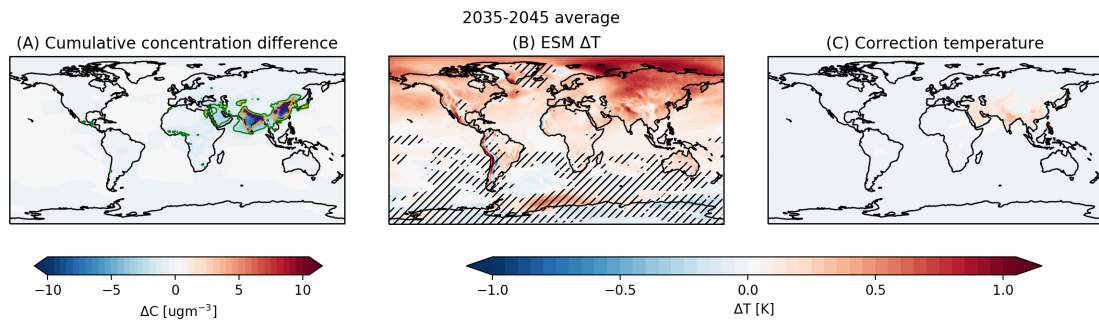 2035-2045 average
(A) Cumulative concentration difference
(B) ESM ΔT
(C) Correction temperature
−10 −5 0 5 10
ΔC [ugm⁻³]
−1.0 −0.5 0.0 0.5 1.0
ΔT [K]